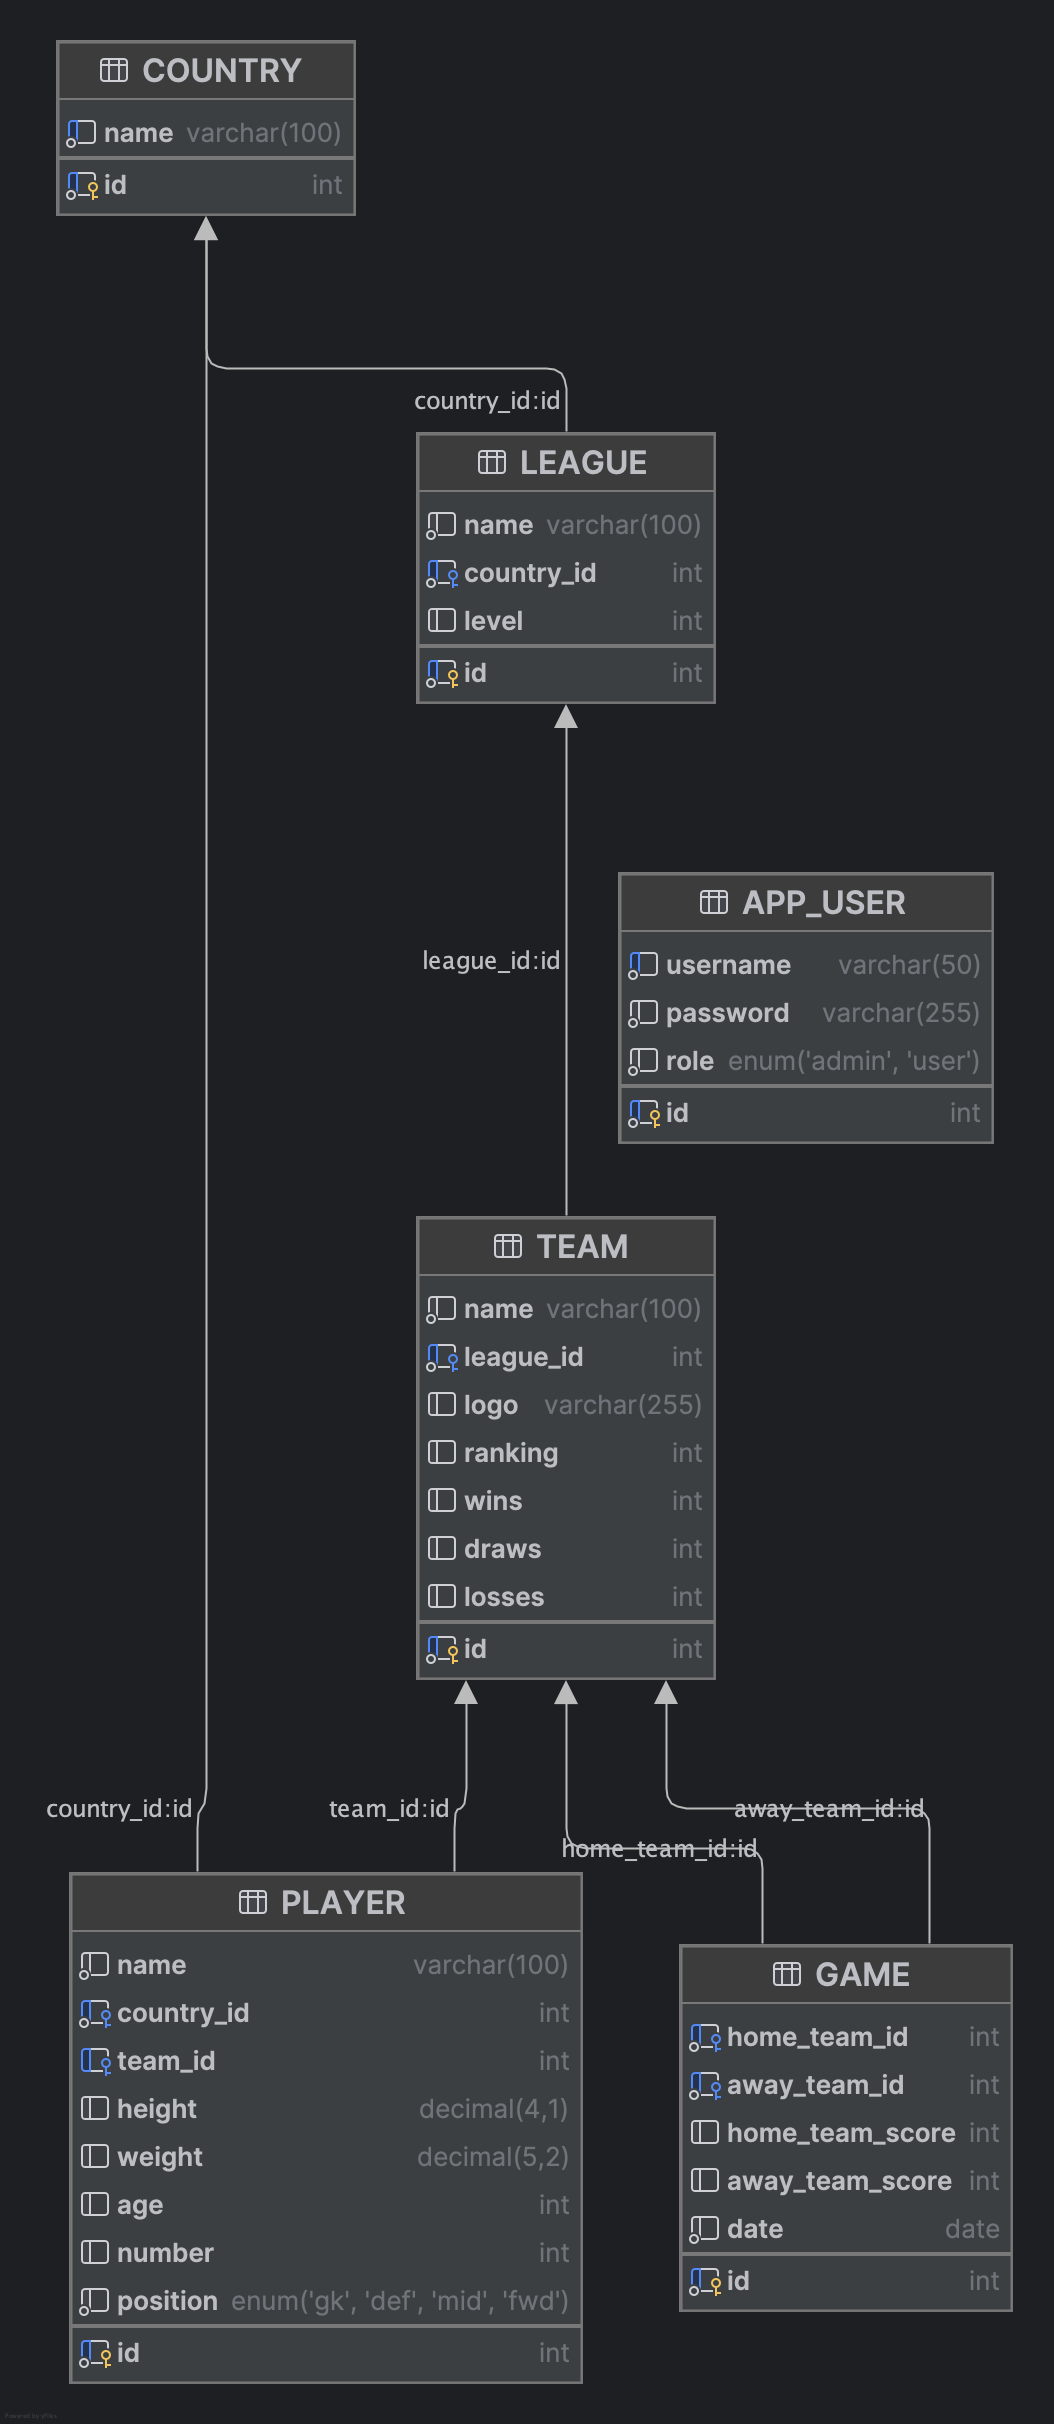 COUNTRY
name varchar(100)
id int
country_id:id
LEAGUE
name varchar(100)
country_id int
level int
id int
league_id:id
APP_USER
username varchar(50)
password varchar(255)
role enum('admin', 'user')
id int
TEAM
name varchar(100)
league_id int
logo varchar(255)
ranking int
wins int
draws int
losses int
id int
country_id:id
team_id:id
away_team_id:id
home_team_id:id
PLAYER
name varchar(100)
country_id int
team_id int
height decimal(4,1)
weight decimal(5,2)
age int
number int
position enum('gk', 'def', 'mid', 'fwd')
id int
GAME
home_team_id int
away_team_id int
home_team_score int
away_team_score int
date date
id int
Powered by yFiles